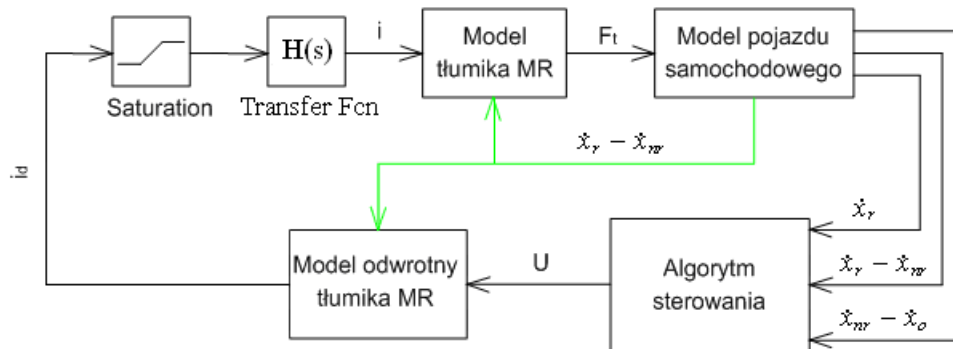 i
H(s)
Model
tłumika MR
Fₜ
Model pojazdu
samochodowego
Saturation
Transfer Fcn
ẋᵣ − ẋₙᵣ
i_d
ẋᵣ
Model odwrotny
tłumika MR
U
Algorytm
sterowania
ẋᵣ − ẋₙᵣ
ẋₙᵣ − ẋₒ